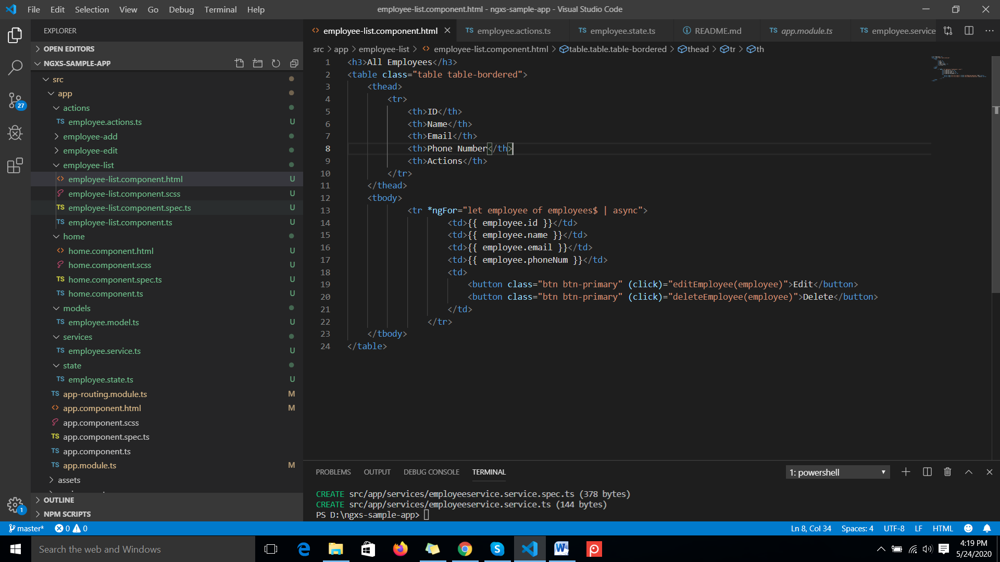 File Edit Selection View Go Debug Terminal Help
employee-list.component.html - ngxs-sample-app - Visual Studio Code
EXPLORER
OPEN EDITORS
NGXS-SAMPLE-APP
src
app
actions
TS employee.actions.ts U
employee-add
employee-edit
employee-list
<> employee-list.component.html U
employee-list.component.scss U
TS employee-list.component.spec.ts U
TS employee-list.component.ts U
home
<> home.component.html U
home.component.scss U
TS home.component.spec.ts U
TS home.component.ts U
models
TS employee.model.ts U
services
TS employee.service.ts U
state
TS employee.state.ts U
TS app-routing.module.ts M
<> app.component.html M
app.component.scss
TS app.component.spec.ts
TS app.component.ts
TS app.module.ts M
assets
OUTLINE
NPM SCRIPTS
27
1
<> employee-list.component.html TS employee.actions.ts TS employee.state.ts README.md TS app.module.ts TS employee.service
src > app > employee-list > <> employee-list.component.html > table.table.table-bordered > thead > tr > th
1 <h3>All Employees</h3>
2 <table class="table table-bordered">
3 <thead>
4 <tr>
5 <th>ID</th>
6 <th>Name</th>
7 <th>Email</th>
8 <th>Phone Number</th>
9 <th>Actions</th>
10 </tr>
11 </thead>
12 <tbody>
13 <tr *ngFor="let employee of employees$ | async">
14 <td>{{ employee.id }}</td>
15 <td>{{ employee.name }}</td>
16 <td>{{ employee.email }}</td>
17 <td>{{ employee.phoneNum }}</td>
18 <td>
19 <button class="btn btn-primary" (click)="editEmployee(employee)">Edit</button>
20 <button class="btn btn-primary" (click)="deleteEmployee(employee)">Delete</button>
21 </td>
22 </tr>
23 </tbody>
24 </table>
PROBLEMS OUTPUT DEBUG CONSOLE TERMINAL 1: powershell
CREATE src/app/services/employeeservice.service.spec.ts (378 bytes)
CREATE src/app/services/employeeservice.service.ts (144 bytes)
PS D:\ngxs-sample-app>
master* 0 0 Ln 8, Col 34 Spaces: 4 UTF-8 LF HTML
Search the web and Windows
4:19 PM
5/24/2020